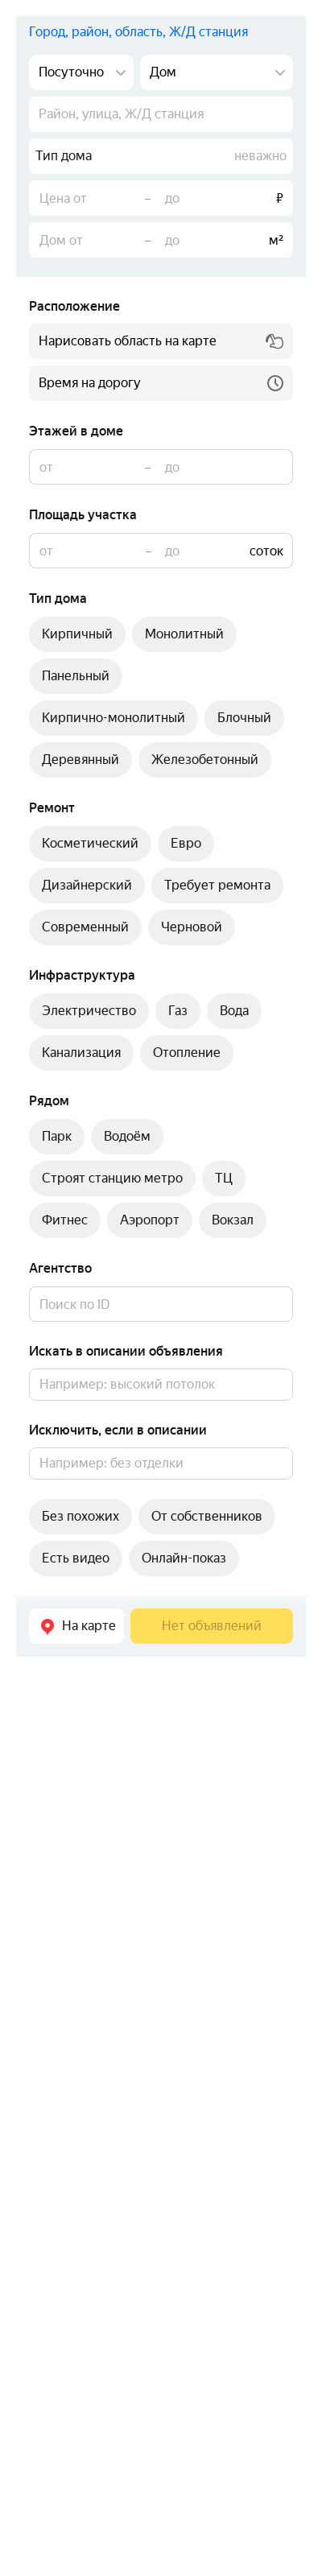 Город, район, область, Ж/Д станция
Посуточно Дом
Район, улица, Ж/Д станция
Тип дома неважно
Цена от – до ₽
Дом от – до м²
Расположение
Нарисовать область на карте
Время на дорогу
Этажей в доме
от – до
Площадь участка
от – до соток
Тип дома
Кирпичный Монолитный
Панельный
Кирпично-монолитный Блочный
Деревянный Железобетонный
Ремонт
Косметический Евро
Дизайнерский Требует ремонта
Современный Черновой
Инфраструктура
Электричество Газ Вода
Канализация Отопление
Рядом
Парк Водоём
Строят станцию метро ТЦ
Фитнес Аэропорт Вокзал
Агентство
Поиск по ID
Искать в описании объявления
Например: высокий потолок
Исключить, если в описании
Например: без отделки
Без похожих От собственников
Есть видео Онлайн-показ
На карте Нет объявлений